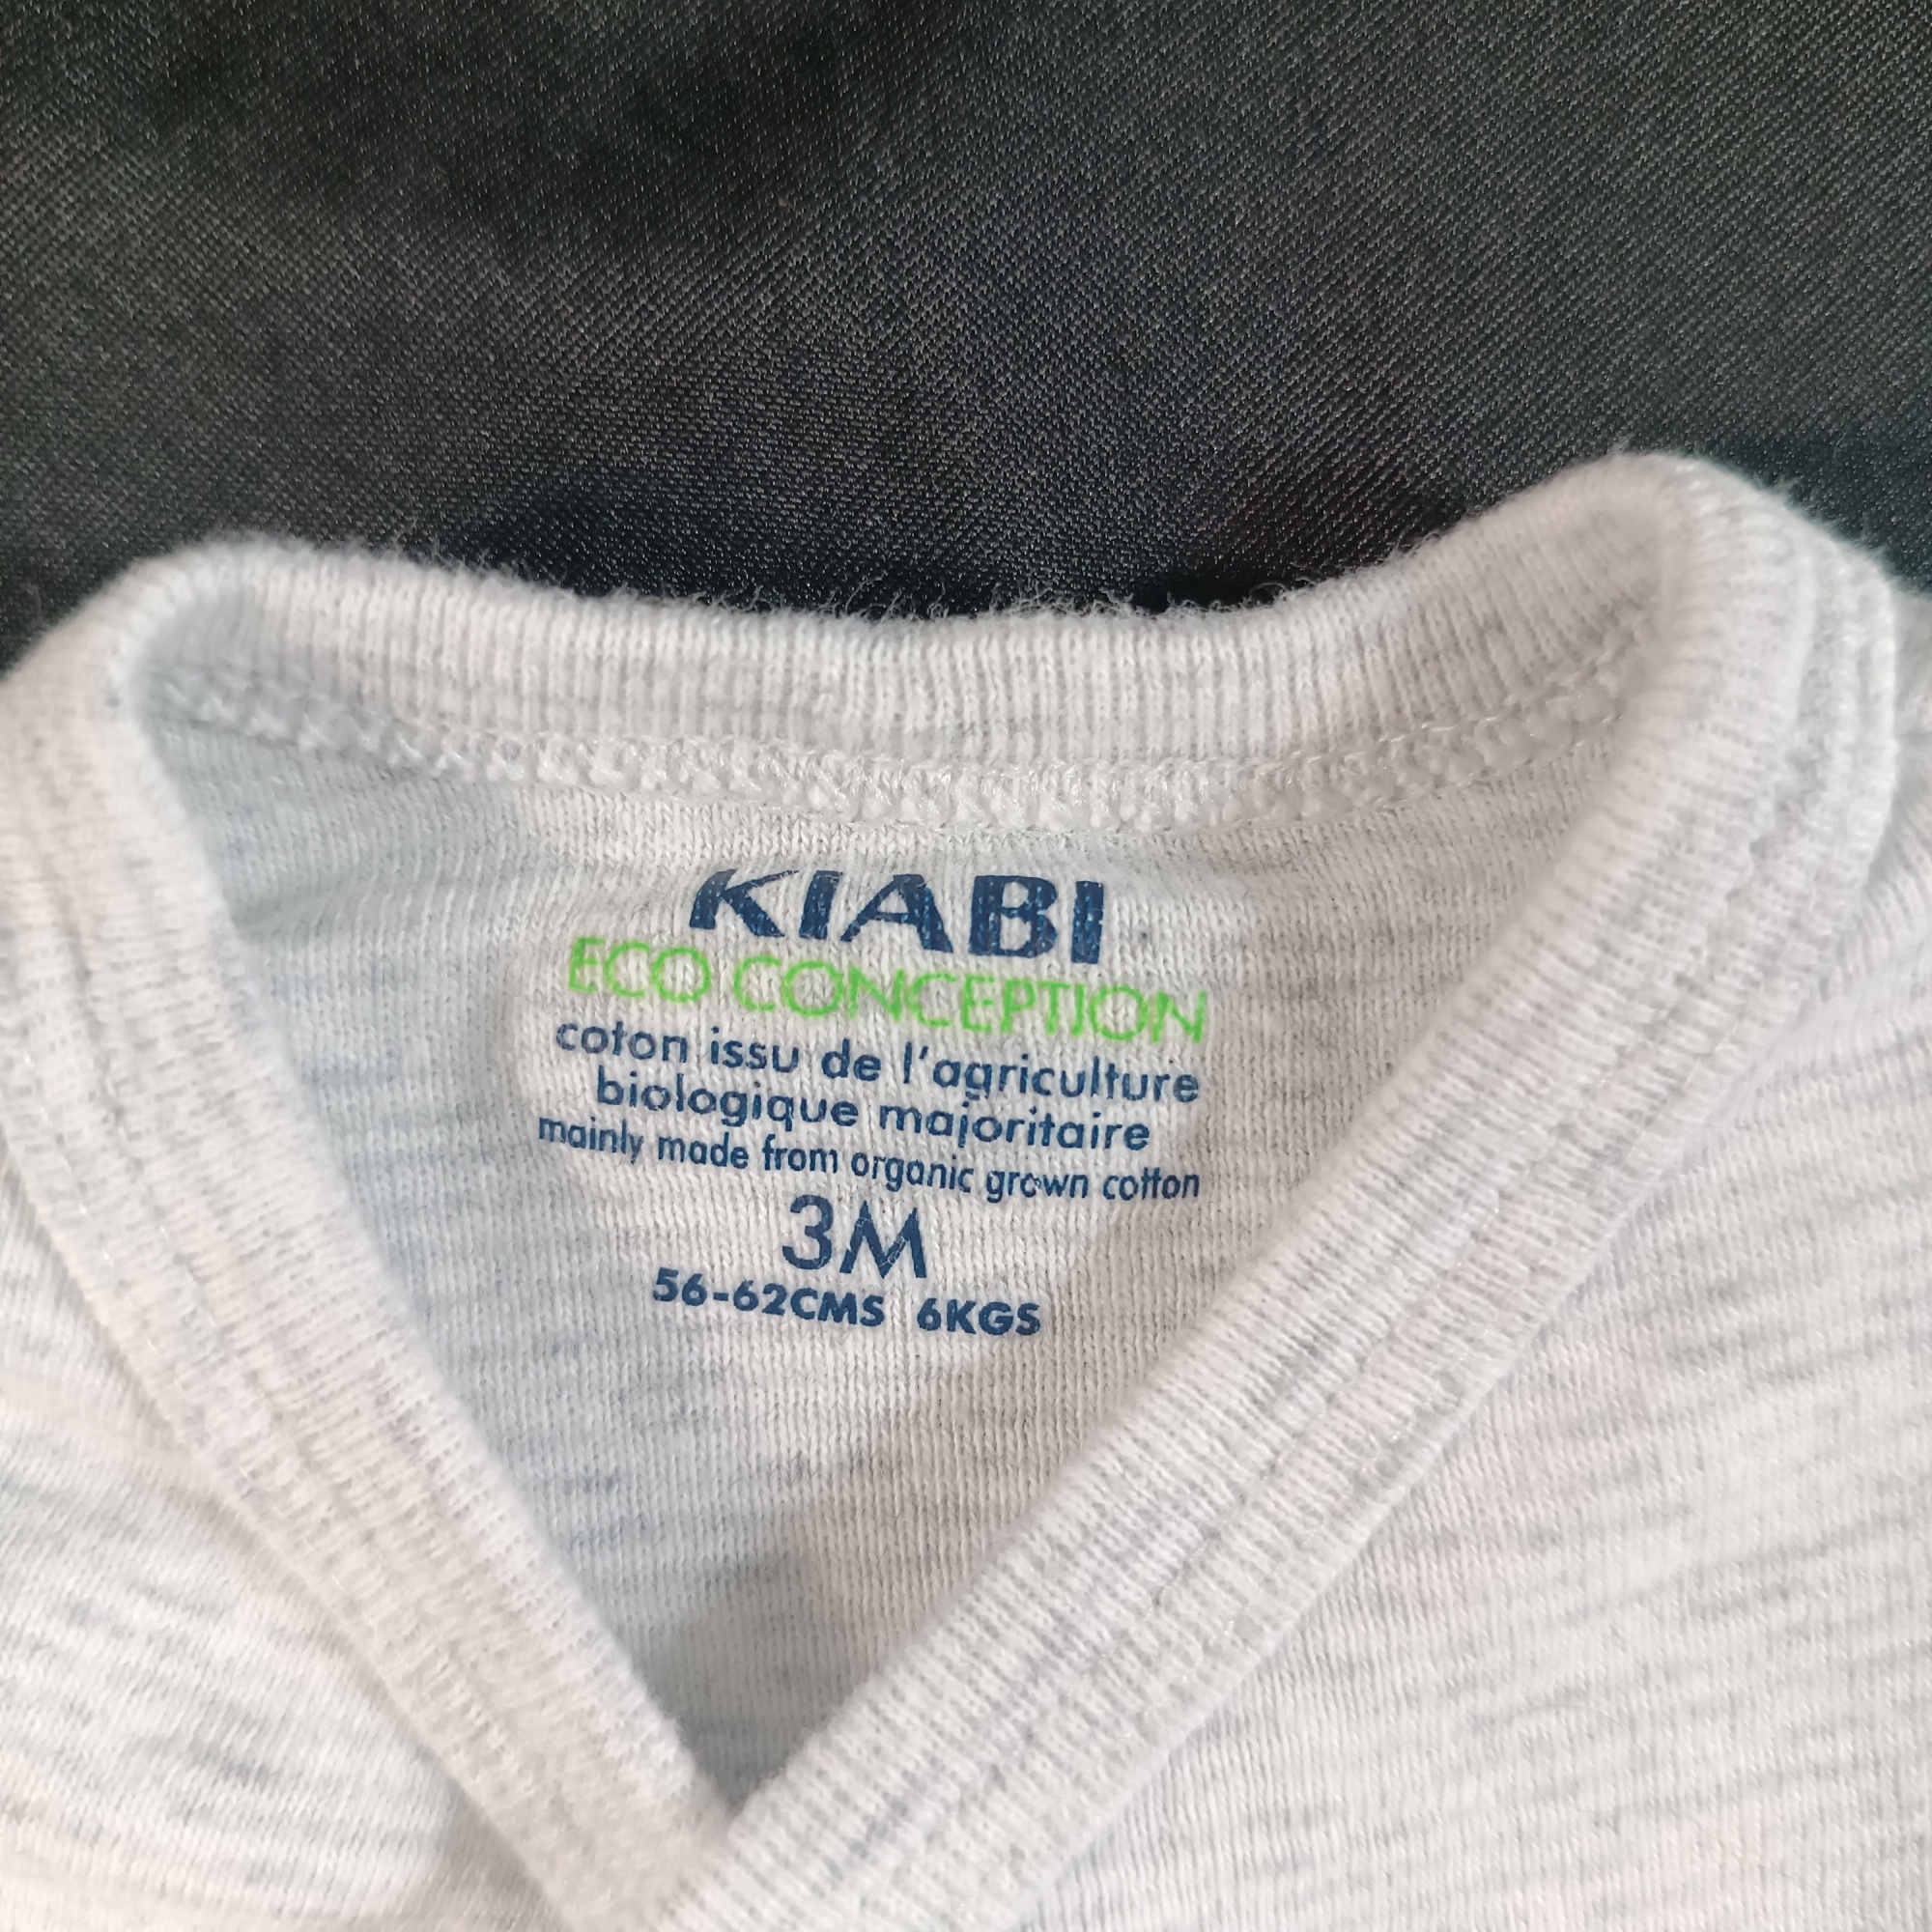 KIABI
ECO CONCEPTION
coton issu de l'agriculture
biologique majoritaire
mainly made from organic grown cotton
3M
56-62CMS 6KGS